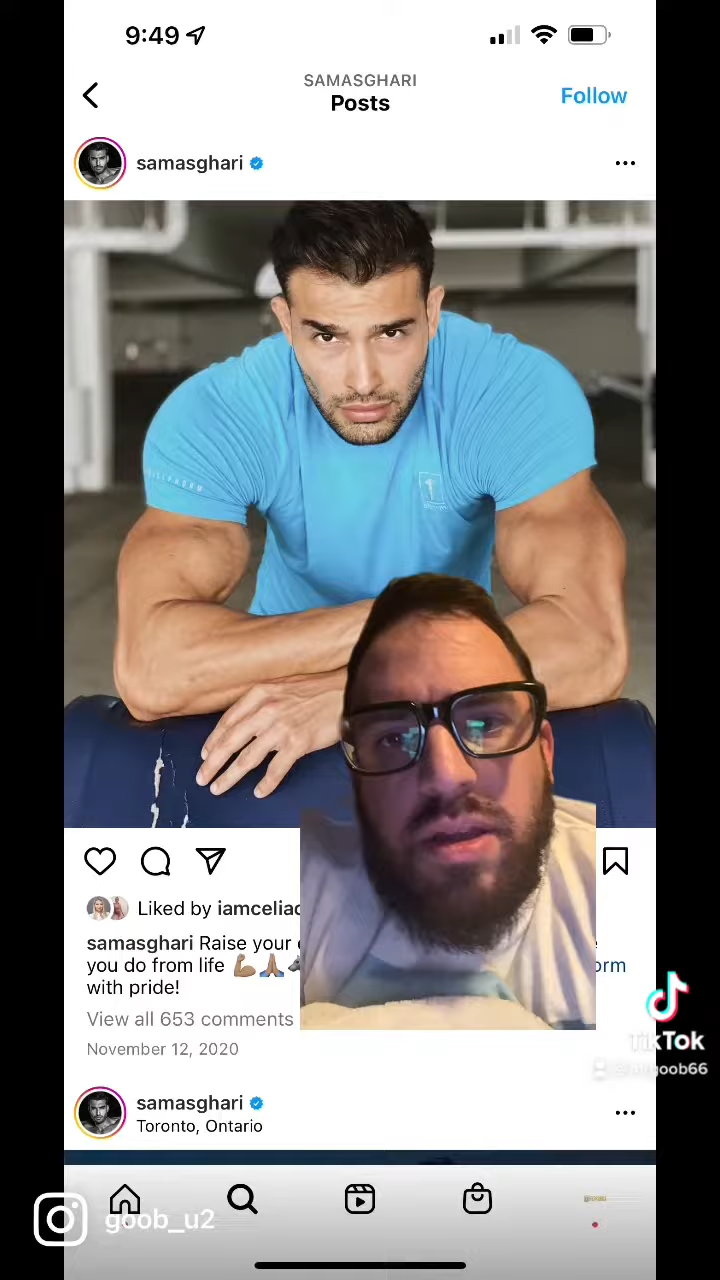 9:49
SAMASGHARI
Posts
Follow
samasghari
Liked by iamceliac
samasghari Raise your
you do from life 💪🏽🙏🏽 orm
with pride!
View all 653 comments
November 12, 2020
TikTok
samasghari
Toronto, Ontario
goob_u2